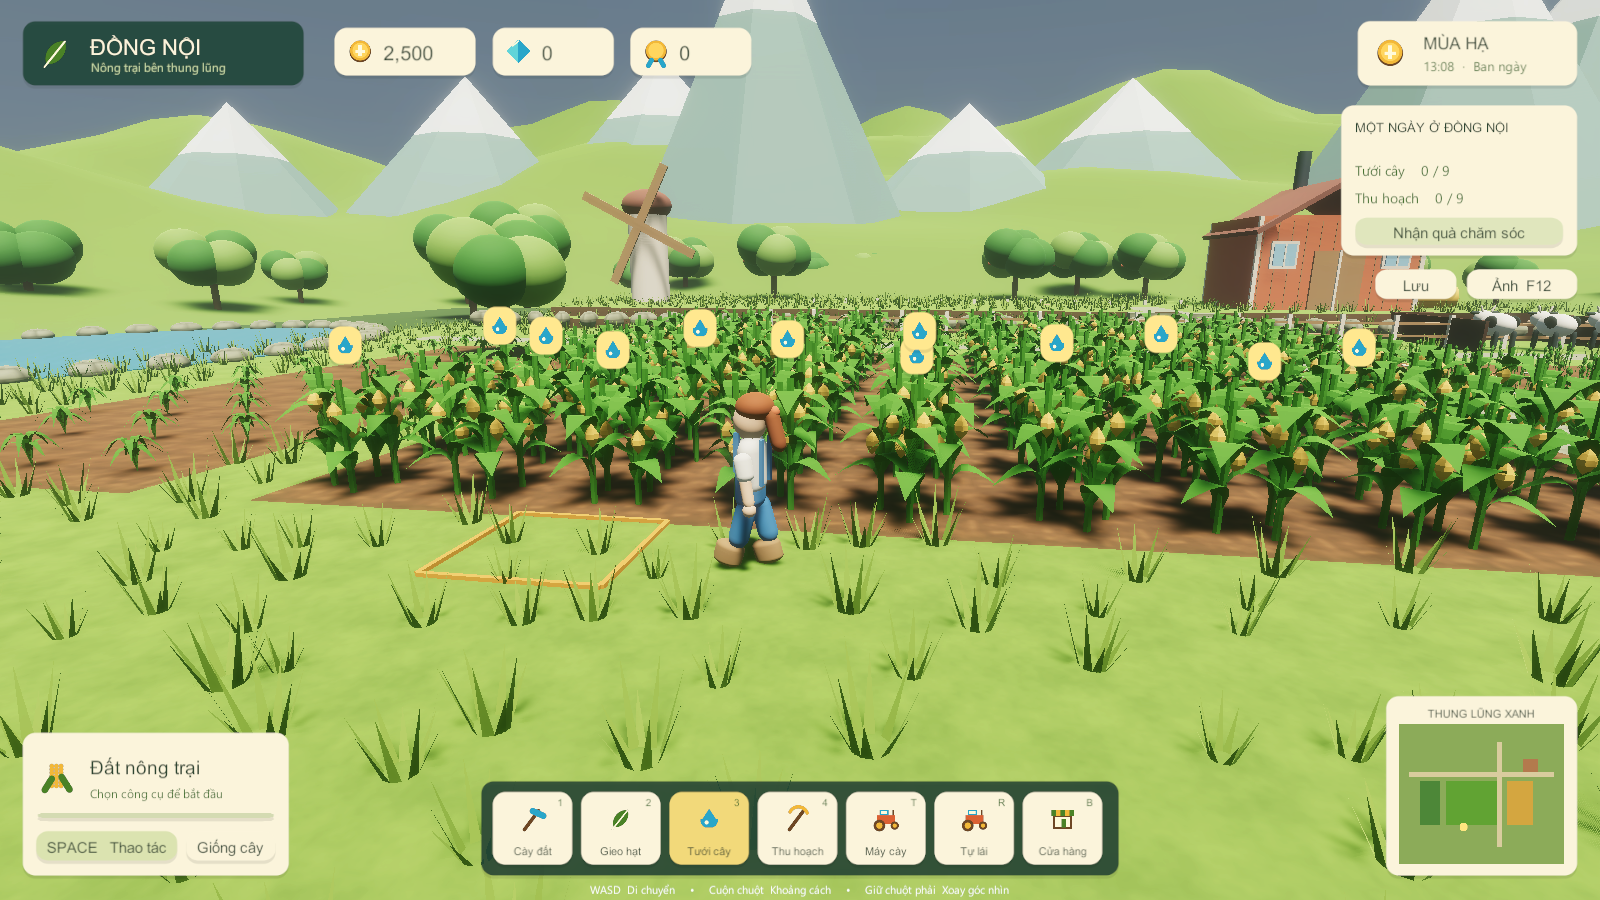 ĐỒNG NỘI
Nông trại bên thung lũng
2,500
0
0
MÙA HẠ
13:08 · Ban ngày
MỘT NGÀY Ở ĐỒNG NỘI
Tưới cây 0 / 9
Thu hoạch 0 / 9
Nhận quà chăm sóc
Lưu
Ảnh F12
Đất nông trại
Chọn công cụ để bắt đầu
SPACE Thao tác
Giống cây
1
Cày đất
2
Gieo hạt
3
Tưới cây
4
Thu hoạch
T
Máy cày
R
Tự lái
B
Cửa hàng
WASD Di chuyển • Cuộn chuột Khoảng cách • Giữ chuột phải Xoay góc nhìn
THUNG LŨNG XANH